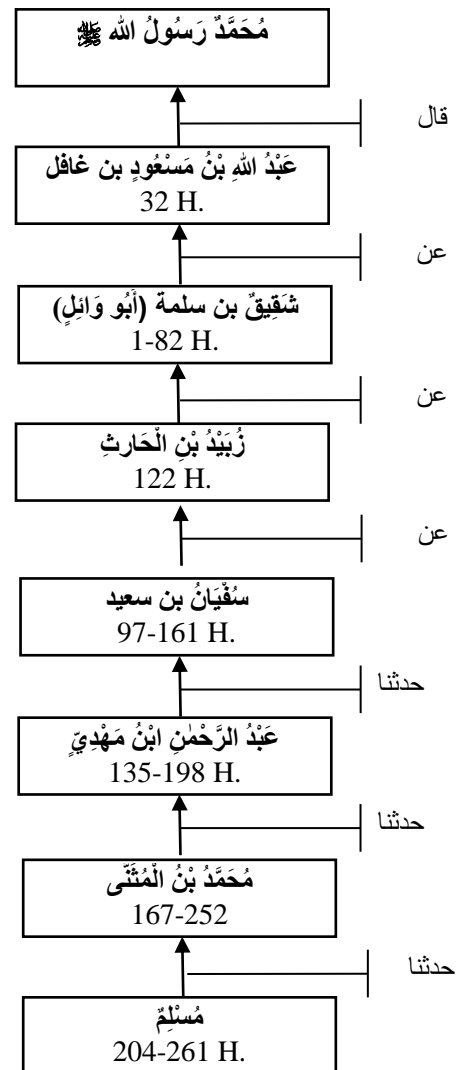 مُحَمَّدٌ رَسُولُ الله ﷺ
قال
عَبْدُ اللهِ بْنُ مَسْعُودٍ بن غافل
32 H.
عن
شَقِيقٌ بن سلمة (أَبُو وَائِلٍ)
1-82 H.
عن
زُبَيْدُ بْنِ الْحَارثِ
122 H.
عن
سُفْيَانُ بن سعيد
97-161 H.
حدثنا
عَبْدُ الرَّحْمٰنِ ابْنُ مَهْدِيٍّ
135-198 H.
حدثنا
مُحَمَّدُ بْنُ الْمُثَنّٰى
167-252
حدثنا
مُسْلِمٌ
204-261 H.